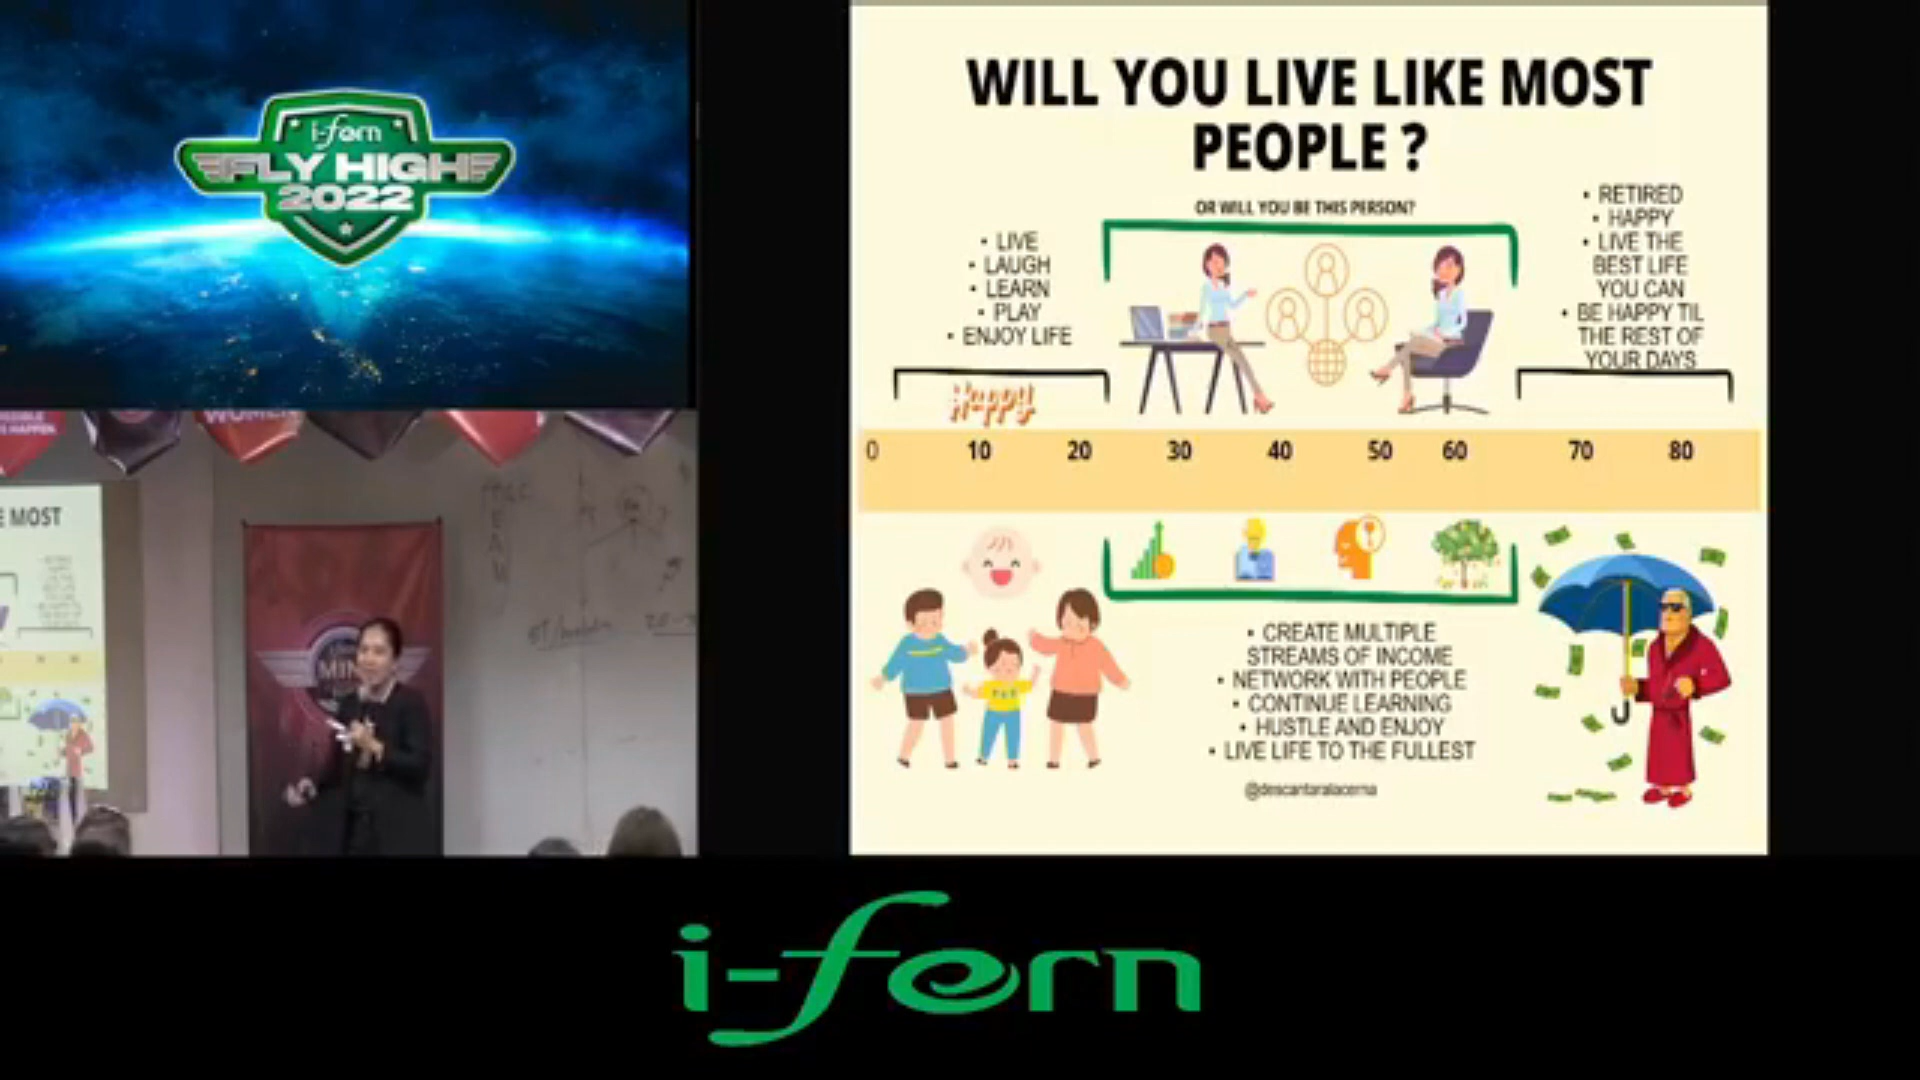 i-fern
FLY HIGH
2022
WILL YOU LIVE LIKE MOST
PEOPLE ?
OR WILL YOU BE THIS PERSON?
• LIVE
• LAUGH
• LEARN
• PLAY
• ENJOY LIFE
• RETIRED
• HAPPY
• LIVE THE
BEST LIFE
YOU CAN
• BE HAPPY TIL
THE REST OF
YOUR DAYS
Happy
0 10 20 30 40 50 60 70 80
• CREATE MULTIPLE
STREAMS OF INCOME
• NETWORK WITH PEOPLE
• CONTINUE LEARNING
• HUSTLE AND ENJOY
• LIVE LIFE TO THE FULLEST
@descantaralacerna
WOMEN
E MOST
MIN
i-fern